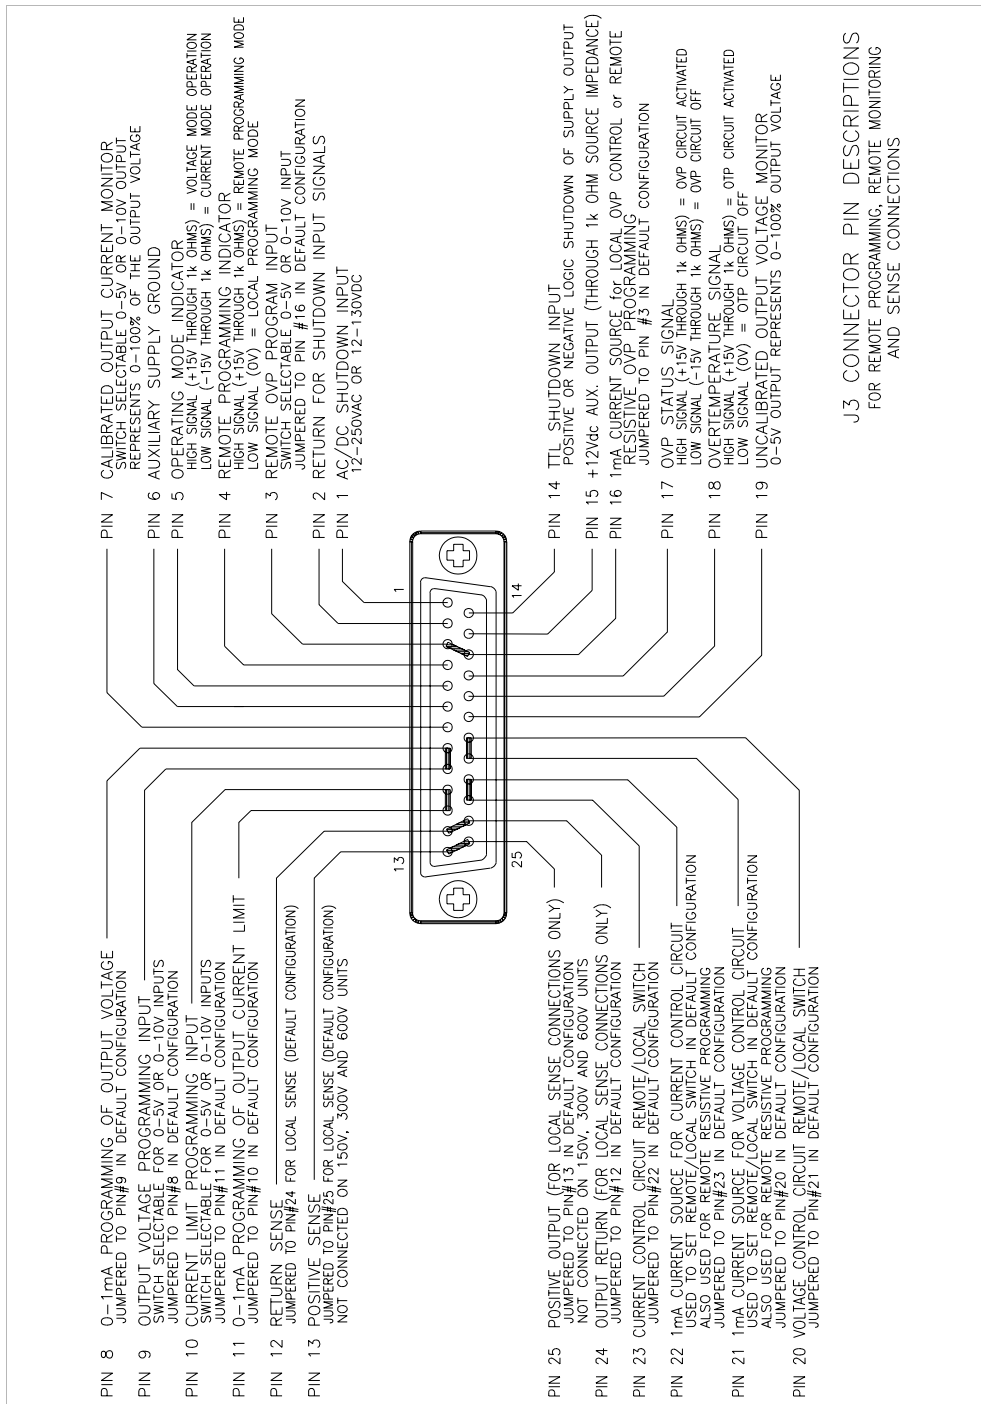 PIN 7 CALIBRATED OUTPUT CURRENT MONITOR
SWITCH SELECTABLE 0-5V OR 0-10V OUTPUT
REPRESENTS 0-100% OF THE OUTPUT VOLTAGE
PIN 6 AUXILIARY SUPPLY GROUND
PIN 5 OPERATING MODE INDICATOR
HIGH SIGNAL (+15V THROUGH 1k OHMS) = VOLTAGE MODE OPERATION
LOW SIGNAL (-15V THROUGH 1k OHMS) = CURRENT MODE OPERATION
PIN 4 REMOTE PROGRAMMING INDICATOR
HIGH SIGNAL (+15V THROUGH 1k OHMS) = REMOTE PROGRAMMING MODE
LOW SIGNAL (0V) = LOCAL PROGRAMMING MODE
PIN 3 REMOTE OVP PROGRAM INPUT
SWITCH SELECTABLE 0-5V OR 0-10V INPUT
JUMPERED TO PIN #16 IN DEFAULT CONFIGURATION
PIN 2 RETURN FOR SHUTDOWN INPUT SIGNALS
PIN 1 AC/DC SHUTDOWN INPUT
12-250VAC OR 12-130VDC
PIN 14 TTL SHUTDOWN INPUT
POSITIVE OR NEGATIVE LOGIC SHUTDOWN OF SUPPLY OUTPUT
PIN 15 +12Vdc AUX. OUTPUT (THROUGH 1k OHM SOURCE IMPEDANCE)
PIN 16 1mA CURRENT SOURCE for LOCAL OVP CONTROL or REMOTE
RESISTIVE OVP PROGRAMMING
JUMPERED TO PIN #3 IN DEFAULT CONFIGURATION
PIN 17 OVP STATUS SIGNAL
HIGH SIGNAL (+15V THROUGH 1k OHMS) = OVP CIRCUIT ACTIVATED
LOW SIGNAL (-15V THROUGH 1k OHMS) = OVP CIRCUIT OFF
PIN 18 OVERTEMPERATURE SIGNAL
HIGH SIGNAL (+15V THROUGH 1k OHMS) = OTP CIRCUIT ACTIVATED
LOW SIGNAL (0V) = OTP CIRCUIT OFF
PIN 19 UNCALIBRATED OUTPUT VOLTAGE MONITOR
0-5V OUTPUT REPRESENTS 0-100% OUTPUT VOLTAGE
1
14
13
25
PIN 8 0-1mA PROGRAMMING OF OUTPUT VOLTAGE
JUMPERED TO PIN#9 IN DEFAULT CONFIGURATION
PIN 9 OUTPUT VOLTAGE PROGRAMMING INPUT
SWITCH SELECTABLE FOR 0-5V OR 0-10V INPUTS
JUMPERED TO PIN#8 IN DEFAULT CONFIGURATION
PIN 10 CURRENT LIMIT PROGRAMMING INPUT
SWITCH SELECTABLE FOR 0-5V OR 0-10V INPUTS
JUMPERED TO PIN#11 IN DEFAULT CONFIGURATION
PIN 11 0-1mA PROGRAMMING OF OUTPUT CURRENT LIMIT
JUMPERED TO PIN#10 IN DEFAULT CONFIGURATION
PIN 12 RETURN SENSE
JUMPERED TO PIN#24 FOR LOCAL SENSE (DEFAULT CONFIGURATION)
PIN 13 POSITIVE SENSE
JUMPERED TO PIN#25 FOR LOCAL SENSE (DEFAULT CONFIGURATION)
NOT CONNECTED ON 150V, 300V AND 600V UNITS
PIN 25 POSITIVE OUTPUT (FOR LOCAL SENSE CONNECTIONS ONLY)
JUMPERED TO PIN#13 IN DEFAULT CONFIGURATION
NOT CONNECTED ON 150V, 300V AND 600V UNITS
PIN 24 OUTPUT RETURN (FOR LOCAL SENSE CONNECTIONS ONLY)
JUMPERED TO PIN#12 IN DEFAULT CONFIGURATION
PIN 23 CURRENT CONTROL CIRCUIT REMOTE/LOCAL SWITCH
JUMPERED TO PIN#22 IN DEFAULT CONFIGURATION
PIN 22 1mA CURRENT SOURCE FOR CURRENT CONTROL CIRCUIT
USED TO SET REMOTE/LOCAL SWITCH IN DEFAULT CONFIGURATION
ALSO USED FOR REMOTE RESISTIVE PROGRAMMING
JUMPERED TO PIN#23 IN DEFAULT CONFIGURATION
PIN 21 1mA CURRENT SOURCE FOR VOLTAGE CONTROL CIRCUIT
USED TO SET REMOTE/LOCAL SWITCH IN DEFAULT CONFIGURATION
ALSO USED FOR REMOTE RESISTIVE PROGRAMMING
JUMPERED TO PIN#20 IN DEFAULT CONFIGURATION
PIN 20 VOLTAGE CONTROL CIRCUIT REMOTE/LOCAL SWITCH
JUMPERED TO PIN#21 IN DEFAULT CONFIGURATION
J3 CONNECTOR PIN DESCRIPTIONS
FOR REMOTE PROGRAMMING, REMOTE MONITORING
AND SENSE CONNECTIONS